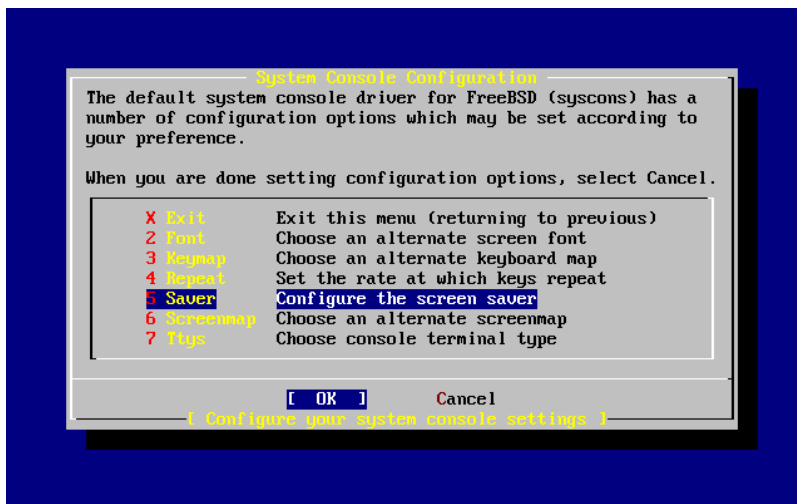 System Console Configuration
The default system console driver for FreeBSD (syscons) has a
number of configuration options which may be set according to
your preference.
When you are done setting configuration options, select Cancel.
X Exit Exit this menu (returning to previous)
2 Font Choose an alternate screen font
3 Keymap Choose an alternate keyboard map
4 Repeat Set the rate at which keys repeat
5 Saver Configure the screen saver
6 Screenmap Choose an alternate screenmap
7 Ttys Choose console terminal type
[ OK ] Cancel
[ Configure your system console settings ]